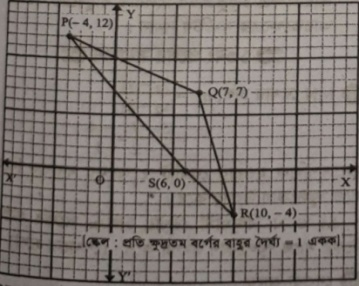 Y
P(– 4, 12)
Q(7, 7)
X'
O
S(6, 0)
X
R(10, – 4)
[স্কেল : প্রতি ক্ষুদ্রতম বর্গের বাহুর দৈর্ঘ্য = 1 একক]
Y'